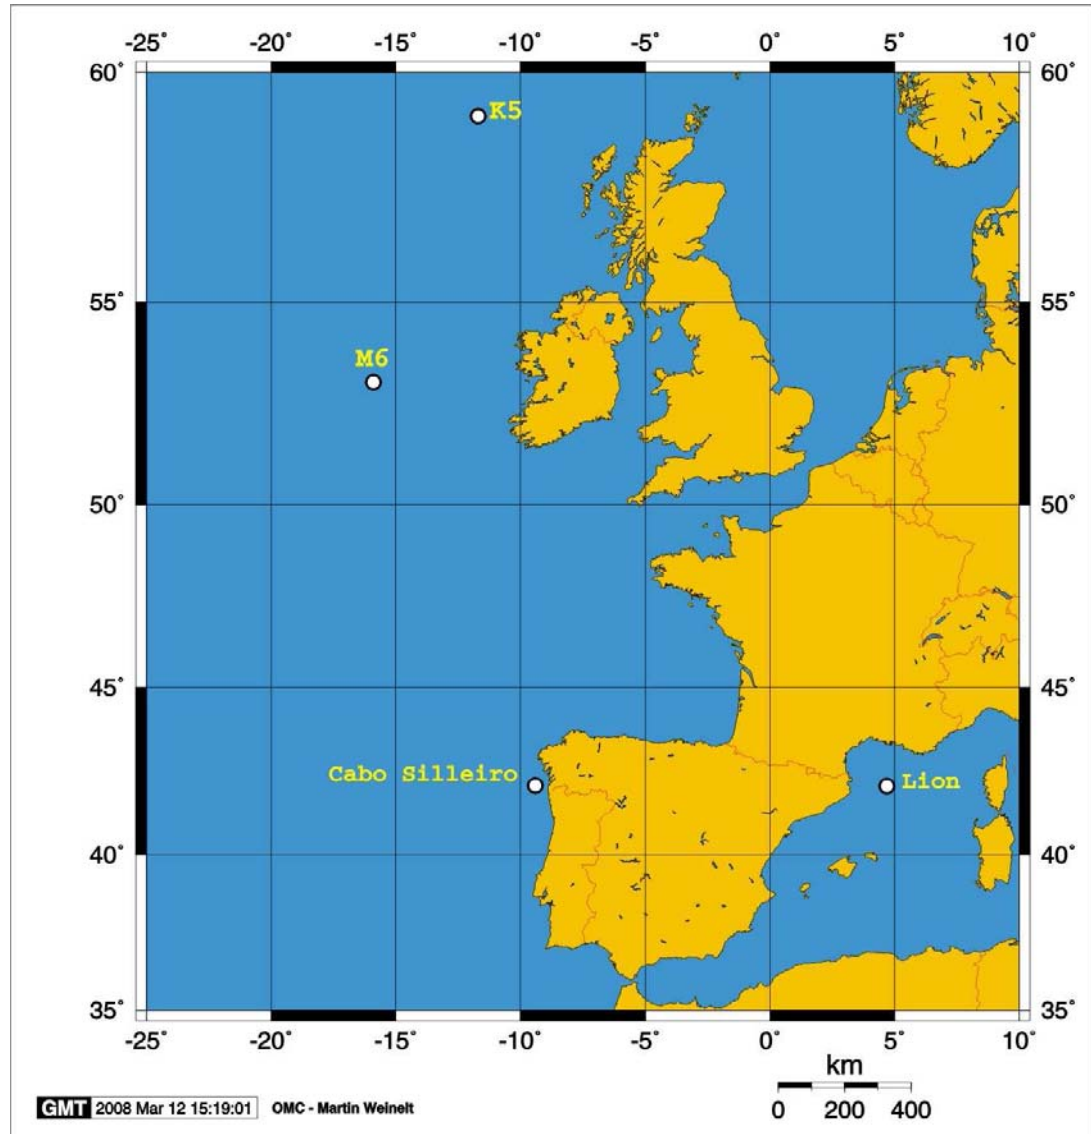 -25° -20° -15° -10° -5° 0° 5° 10°
60° 60°
K5
55° 55°
M6
50° 50°
45° 45°
Cabo Silleiro
Lion
40° 40°
35° 35°
-25° -20° -15° -10° -5° 0° 5° 10°
km
0 200 400
GMT 2008 Mar 12 15:19:01 OMC - Martin Weinelt